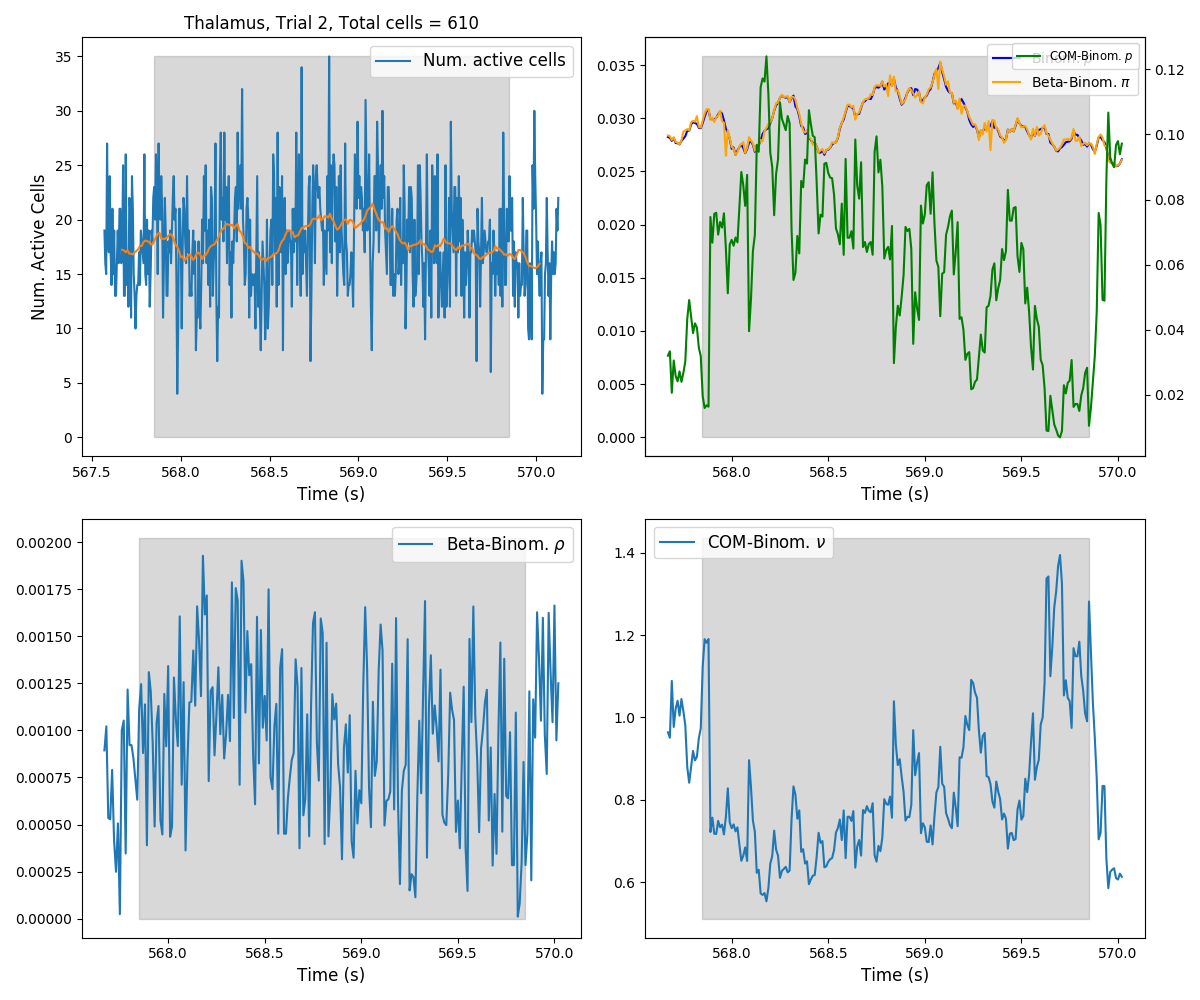 Thalamus, Trial 2, Total cells = 610
Num. active cells
35
30
25
20
15
10
5
0
Num. Active Cells
567.5 568.0 568.5 569.0 569.5 570.0
Time (s)
COM-Binom. p
Binom. p
Beta-Binom. π
0.035
0.030
0.025
0.020
0.015
0.010
0.005
0.000
0.12
0.10
0.08
0.06
0.04
0.02
568.0 568.5 569.0 569.5 570.0
Time (s)
Beta-Binom. ρ
0.00200
0.00175
0.00150
0.00125
0.00100
0.00075
0.00050
0.00025
0.00000
568.0 568.5 569.0 569.5 570.0
Time (s)
COM-Binom. ν
1.4
1.2
1.0
0.8
0.6
568.0 568.5 569.0 569.5 570.0
Time (s)